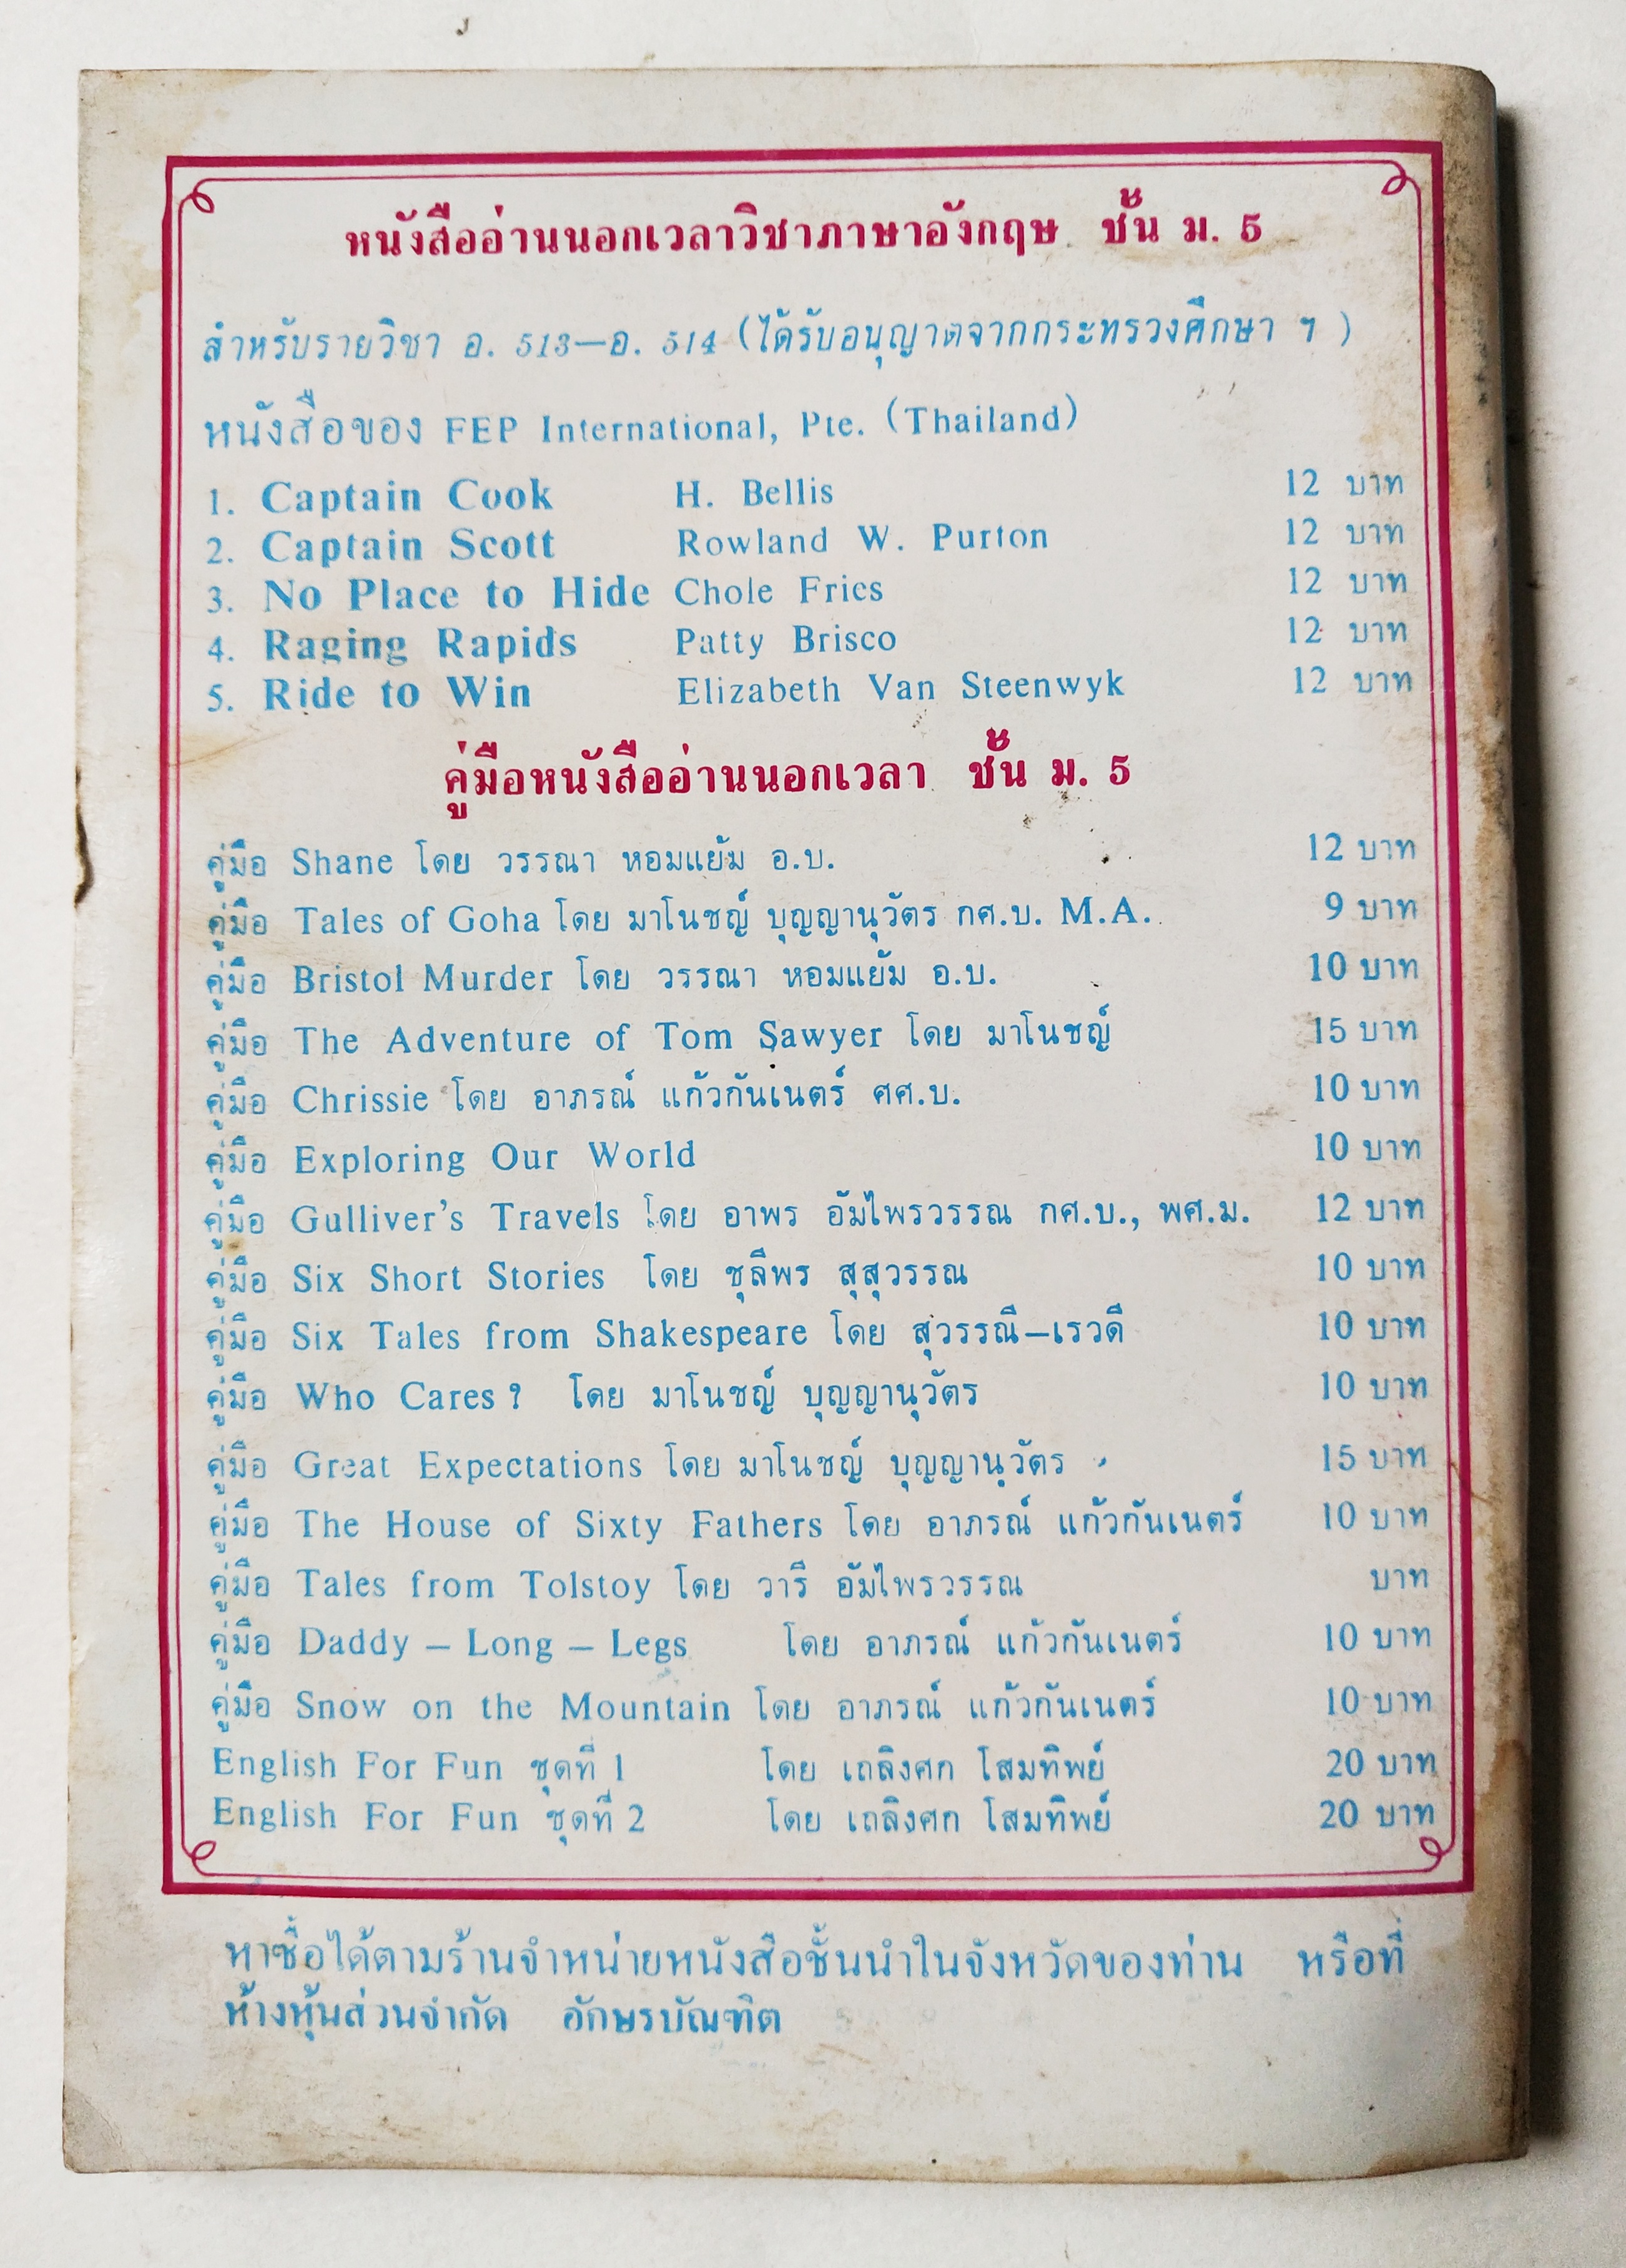 หนังสืออ่านนอกเวลาวิชาภาษาอังกฤษ ชั้น ม. 5
สำหรับรายวิชา อ. 513—อ. 514 (ได้รับอนุญาตจากกระทรวงศึกษา ฯ )
หนังสือของ FEP International, Pte. (Thailand)
1. Captain Cook H. Bellis 12 บาท
2. Captain Scott Rowland W. Purton 12 บาท
3. No Place to Hide Chole Fries 12 บาท
4. Raging Rapids Patty Brisco 12 บาท
5. Ride to Win Elizabeth Van Steenwyk 12 บาท
คู่มือหนังสืออ่านนอกเวลา ชั้น ม. 5
คู่มือ Shane โดย วรรณา หอมแย้ม อ.บ. 12 บาท
คู่มือ Tales of Goha โดย มาโนชญ์ บุญญานุวัตร กศ.บ. M.A. 9 บาท
คู่มือ Bristol Murder โดย วรรณา หอมแย้ม อ.บ. 10 บาท
คู่มือ The Adventure of Tom Sawyer โดย มาโนชญ์ 15 บาท
คู่มือ Chrissie โดย อาภรณ์ แก้วกันเนตร์ ศศ.บ. 10 บาท
คู่มือ Exploring Our World 10 บาท
คู่มือ Gulliver's Travels โดย อาพร อัมไพรวรรณ กศ.บ., พศ.ม. 12 บาท
คู่มือ Six Short Stories โดย ชุลีพร สุสุวรรณ 10 บาท
คู่มือ Six Tales from Shakespeare โดย สุวรรณี—เรวดี 10 บาท
คู่มือ Who Cares ? โดย มาโนชญ์ บุญญานุวัตร 10 บาท
คู่มือ Great Expectations โดย มาโนชญ์ บุญญานุวัตร 15 บาท
คู่มือ The House of Sixty Fathers โดย อาภรณ์ แก้วกันเนตร์ 10 บาท
คู่มือ Tales from Tolstoy โดย วารี อัมไพรวรรณ บาท
คู่มือ Daddy — Long — Legs โดย อาภรณ์ แก้วกันเนตร์ 10 บาท
คู่มือ Snow on the Mountain โดย อาภรณ์ แก้วกันเนตร์ 10 บาท
English For Fun ชุดที่ 1 โดย เถลิงศก โสมทิพย์ 20 บาท
English For Fun ชุดที่ 2 โดย เถลิงศก โสมทิพย์ 20 บาท
หาซื้อได้ตามร้านจำหน่ายหนังสือชั้นนำในจังหวัดของท่าน หรือที่
ห้างหุ้นส่วนจำกัด อักษรบัณฑิต